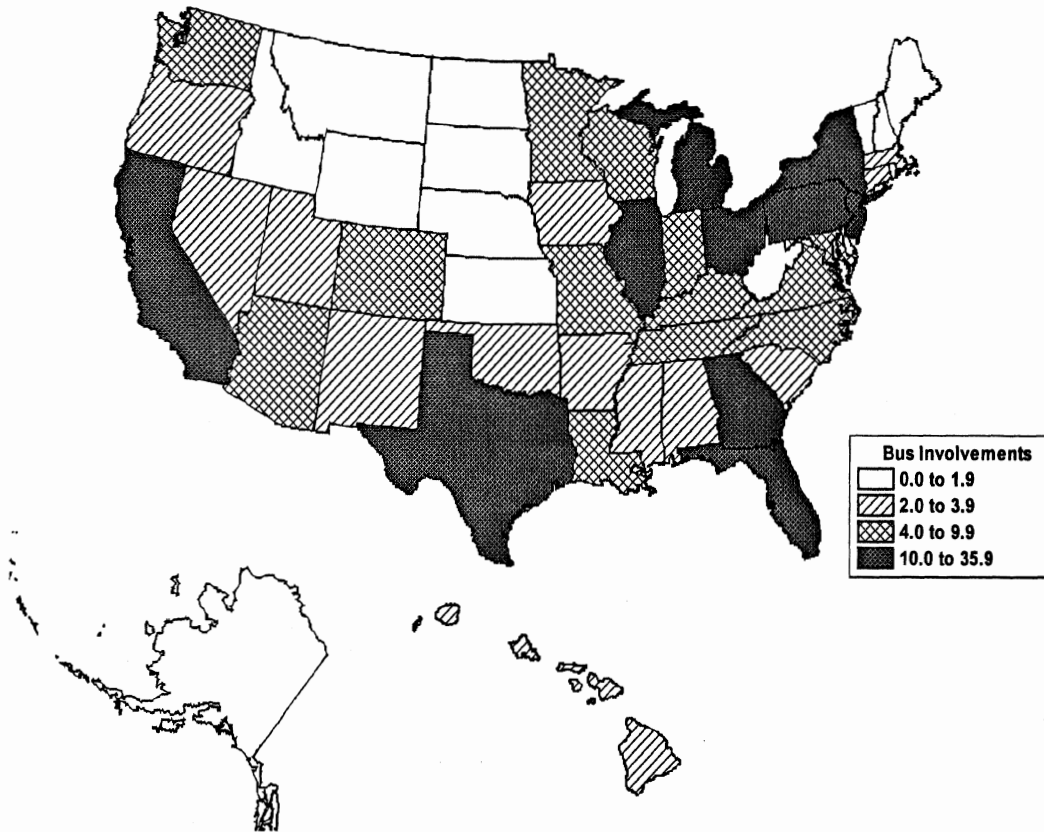 Bus Involvements
0.0 to 1.9
2.0 to 3.9
4.0 to 9.9
10.0 to 35.9